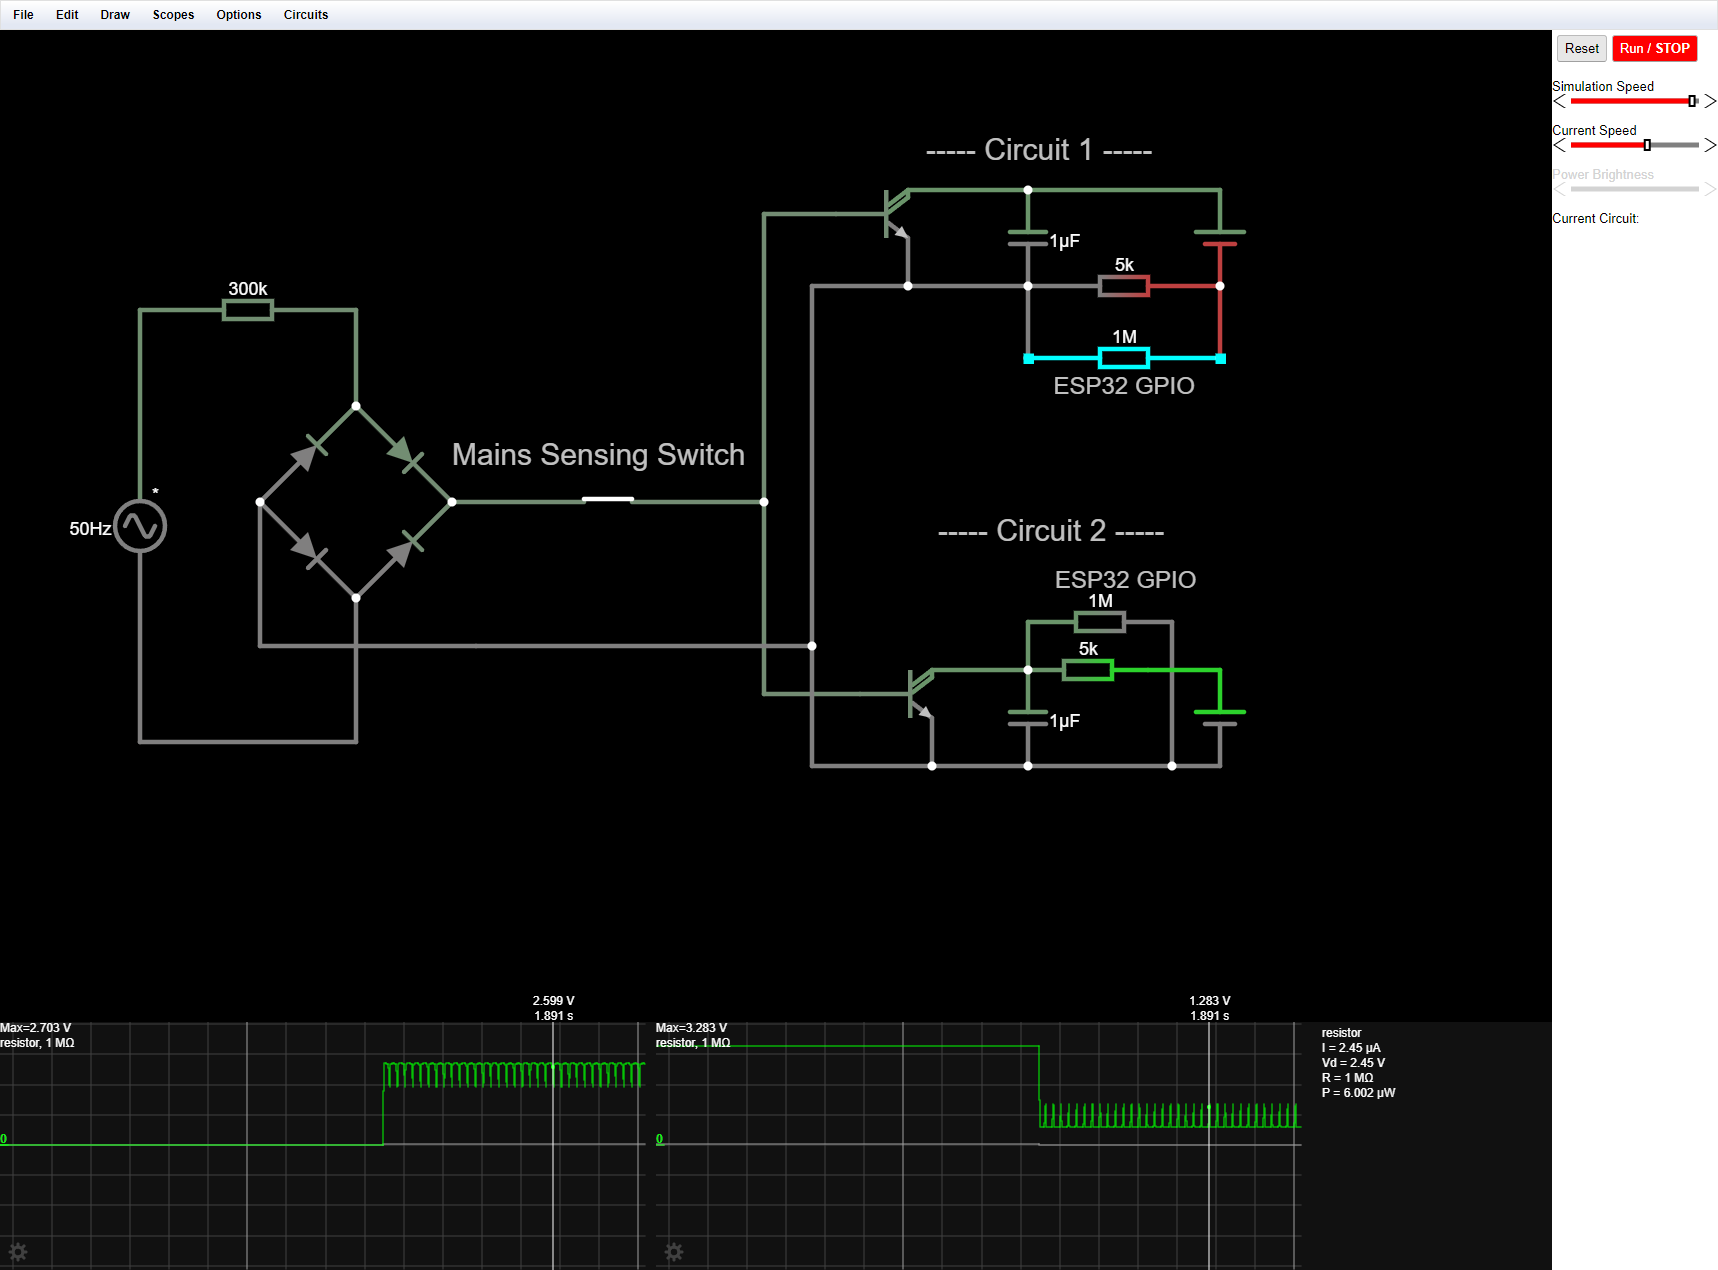 File Edit Draw Scopes Options Circuits
Reset Run / STOP
Simulation Speed
Current Speed
Power Brightness
Current Circuit:
----- Circuit 1 -----
1µF
5k
300k
1M
ESP32 GPIO
Mains Sensing Switch
*
50Hz
----- Circuit 2 -----
ESP32 GPIO
1M
5k
1µF
2.599 V
1.891 s
Max=2.703 V
resistor, 1 MΩ
0
1.283 V
1.891 s
Max=3.283 V
resistor, 1 MΩ
0
resistor
I = 2.45 µA
Vd = 2.45 V
R = 1 MΩ
P = 6.002 µW